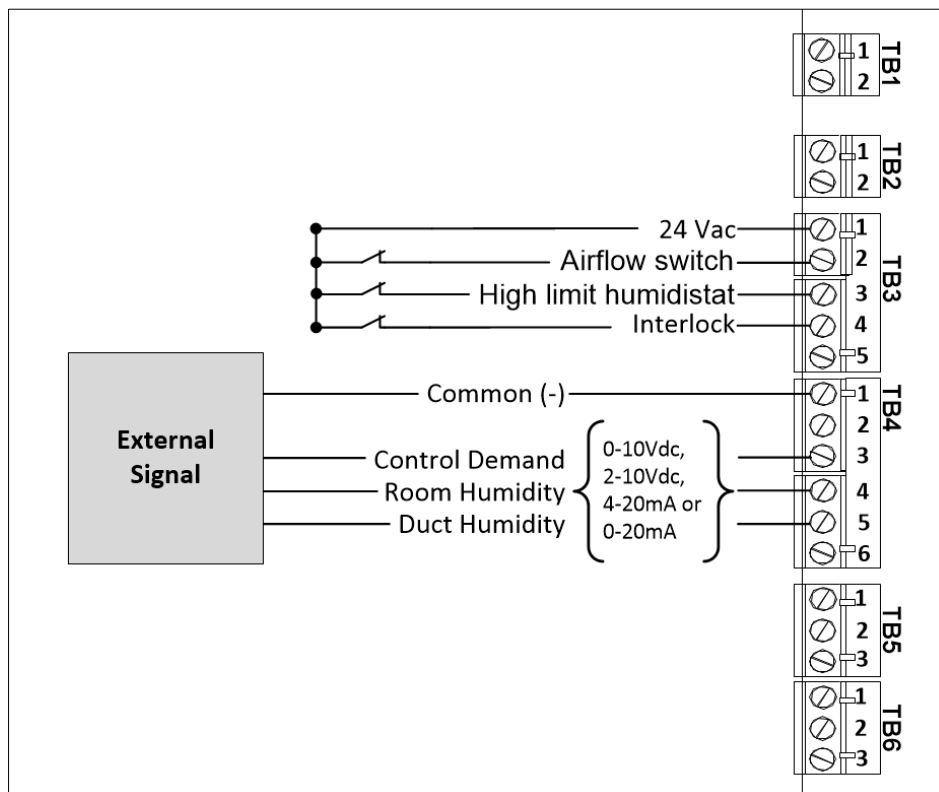 1
2
TB1
1
2
TB2
24 Vac
Airflow switch
High limit humidistat
Interlock
1
2
3
4
5
TB3
External
Signal
Common (-)
Control Demand
Room Humidity
Duct Humidity
0-10Vdc,
2-10Vdc,
4-20mA or
0-20mA
1
2
3
4
5
6
TB4
1
2
3
TB5
1
2
3
TB6